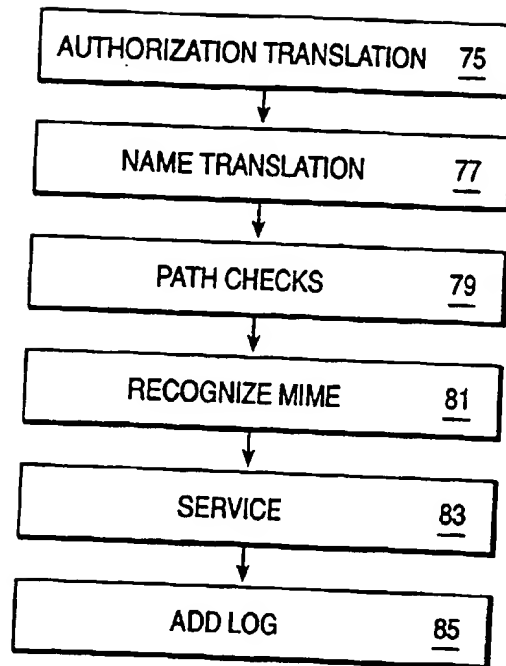 AUTHORIZATION TRANSLATION 75
NAME TRANSLATION 77
PATH CHECKS 79
RECOGNIZE MIME 81
SERVICE 83
ADD LOG 85